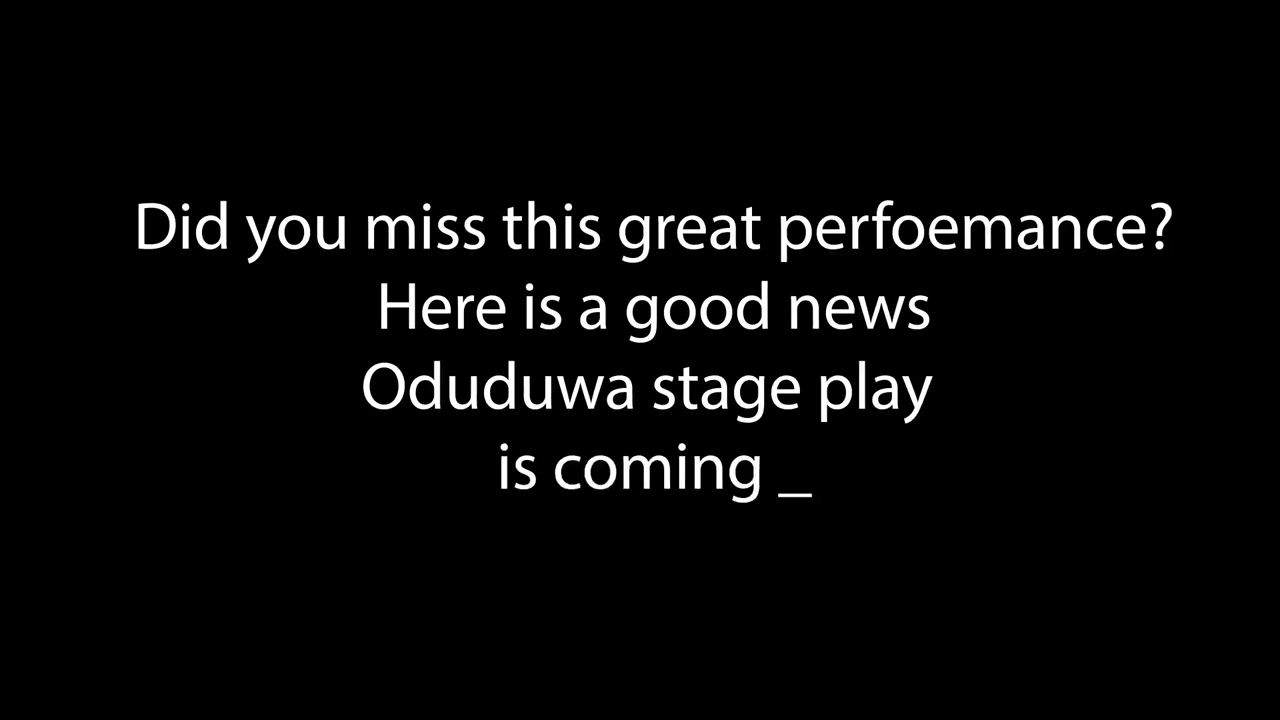 Did you miss this great perfoemance?
Here is a good news
Oduduwa stage play
is coming _